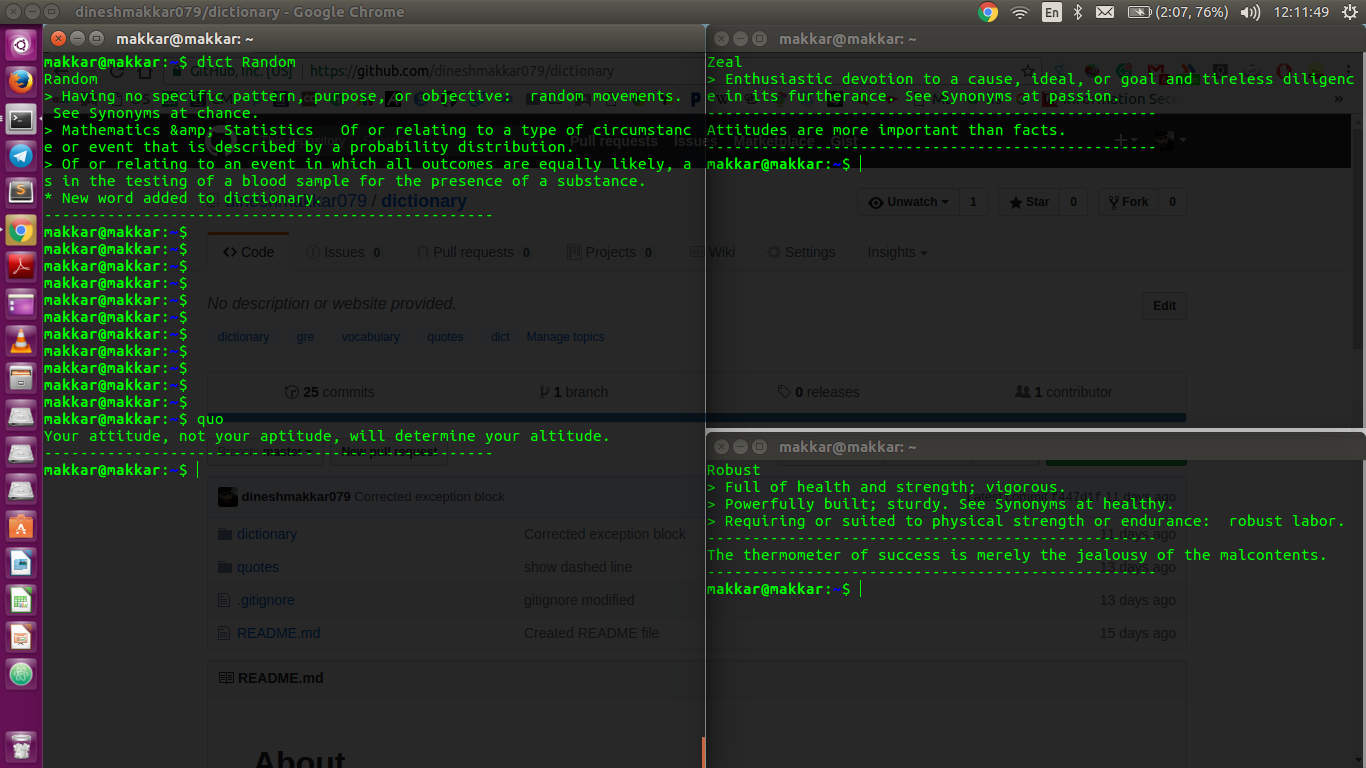 dineshmakkar079/dictionary - Google Chrome
En (2:07, 76%) 12:11:49
makkar@makkar: ~
makkar@makkar:~$ dict Random
Random
> Having no specific pattern, purpose, or objective:  random movements.
 See Synonyms at chance.
> Mathematics &amp; Statistics   Of or relating to a type of circumstanc
e or event that is described by a probability distribution.
> Of or relating to an event in which all outcomes are equally likely, a
s in the testing of a blood sample for the presence of a substance.
* New word added to dictionary.
--------------------------------------------------
makkar@makkar:~$
makkar@makkar:~$
makkar@makkar:~$
makkar@makkar:~$
makkar@makkar:~$
makkar@makkar:~$
makkar@makkar:~$
makkar@makkar:~$
makkar@makkar:~$
makkar@makkar:~$
makkar@makkar:~$
makkar@makkar:~$ quo
Your attitude, not your aptitude, will determine your altitude.
--------------------------------------------------
makkar@makkar:~$
makkar@makkar: ~
Zeal
> Enthusiastic devotion to a cause, ideal, or goal and tireless diligenc
e in its furtherance. See Synonyms at passion.
--------------------------------------------------
Attitudes are more important than facts.
--------------------------------------------------
makkar@makkar:~$
makkar@makkar: ~
Robust
> Full of health and strength; vigorous.
> Powerfully built; sturdy. See Synonyms at healthy.
> Requiring or suited to physical strength or endurance:  robust labor.
--------------------------------------------------
The thermometer of success is merely the jealousy of the malcontents.
--------------------------------------------------
makkar@makkar:~$
GitHub, Inc. [US] https://github.com/dineshmakkar079/dictionary
Pull requests Issues Marketplace Gist
dineshmakkar079 / dictionary
Unwatch 1 Star 0 Fork 0
Code Issues 0 Pull requests 0 Projects 0 Wiki Settings Insights
No description or website provided.
Edit
dictionary gre vocabulary quotes dict Manage topics
25 commits 1 branch 0 releases 1 contributor
master New pull request
dineshmakkar079 Corrected exception block 11 days ago
dictionary Corrected exception block 11 days ago
quotes show dashed line 13 days ago
.gitignore gitignore modified 13 days ago
README.md Created README file 15 days ago
README.md
About